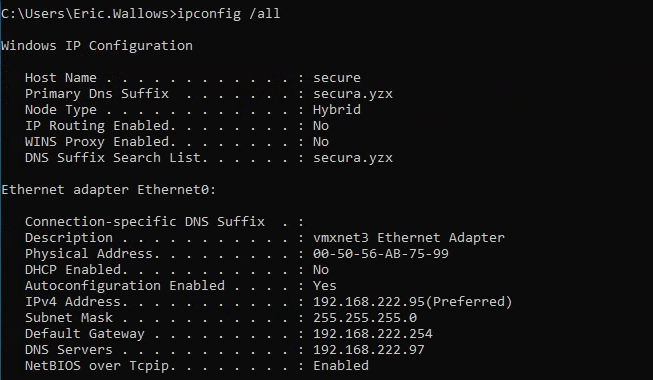 C:\Users\Eric.Wallows>ipconfig /all
Windows IP Configuration
Host Name . . . . . . . . . . . . : secure
Primary Dns Suffix  . . . . . . . : secura.yzx
Node Type . . . . . . . . . . . . : Hybrid
IP Routing Enabled. . . . . . . . : No
WINS Proxy Enabled. . . . . . . . : No
DNS Suffix Search List. . . . . . : secura.yzx
Ethernet adapter Ethernet0:
Connection-specific DNS Suffix  . :
Description . . . . . . . . . . . : vmxnet3 Ethernet Adapter
Physical Address. . . . . . . . . : 00-50-56-AB-75-99
DHCP Enabled. . . . . . . . . . . : No
Autoconfiguration Enabled . . . . : Yes
IPv4 Address. . . . . . . . . . . : 192.168.222.95(Preferred)
Subnet Mask . . . . . . . . . . . : 255.255.255.0
Default Gateway . . . . . . . . . : 192.168.222.254
DNS Servers . . . . . . . . . . . : 192.168.222.97
NetBIOS over Tcpip. . . . . . . . : Enabled